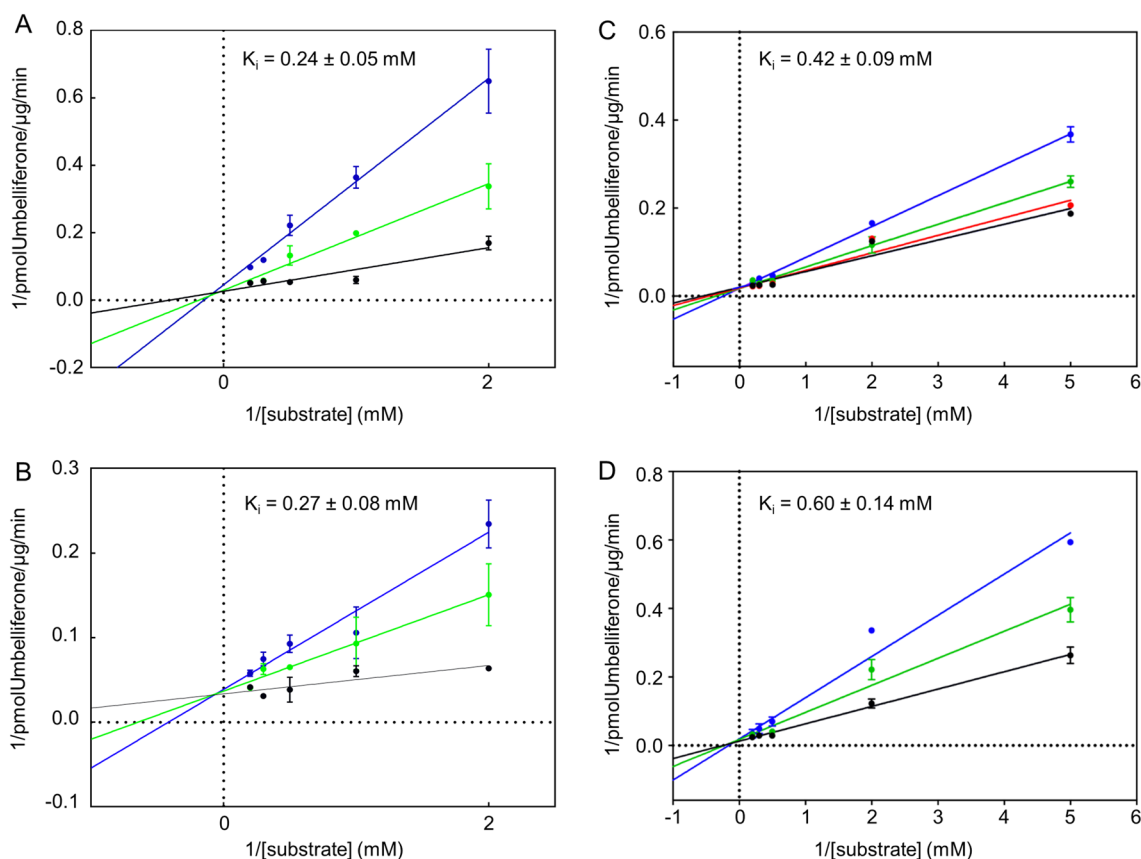 A
1/pmolUmbelliferone/µg/min
0.8
0.6
0.4
0.2
0.0
-0.2
K_i = 0.24 ± 0.05 mM
0
2
1/[substrate] (mM)
B
1/pmolUmbelliferone/µg/min
0.3
0.2
0.1
0.0
-0.1
K_i = 0.27 ± 0.08 mM
0
2
1/[substrate] (mM)
C
1/pmolUmbelliferone/µg/min
0.6
0.4
0.2
0.0
K_i = 0.42 ± 0.09 mM
-1 0 1 2 3 4 5 6
1/[substrate] (mM)
D
1/pmolUmbelliferone/µg/min
0.8
0.6
0.4
0.2
0.0
K_i = 0.60 ± 0.14 mM
-1 0 1 2 3 4 5 6
1/[substrate] (mM)